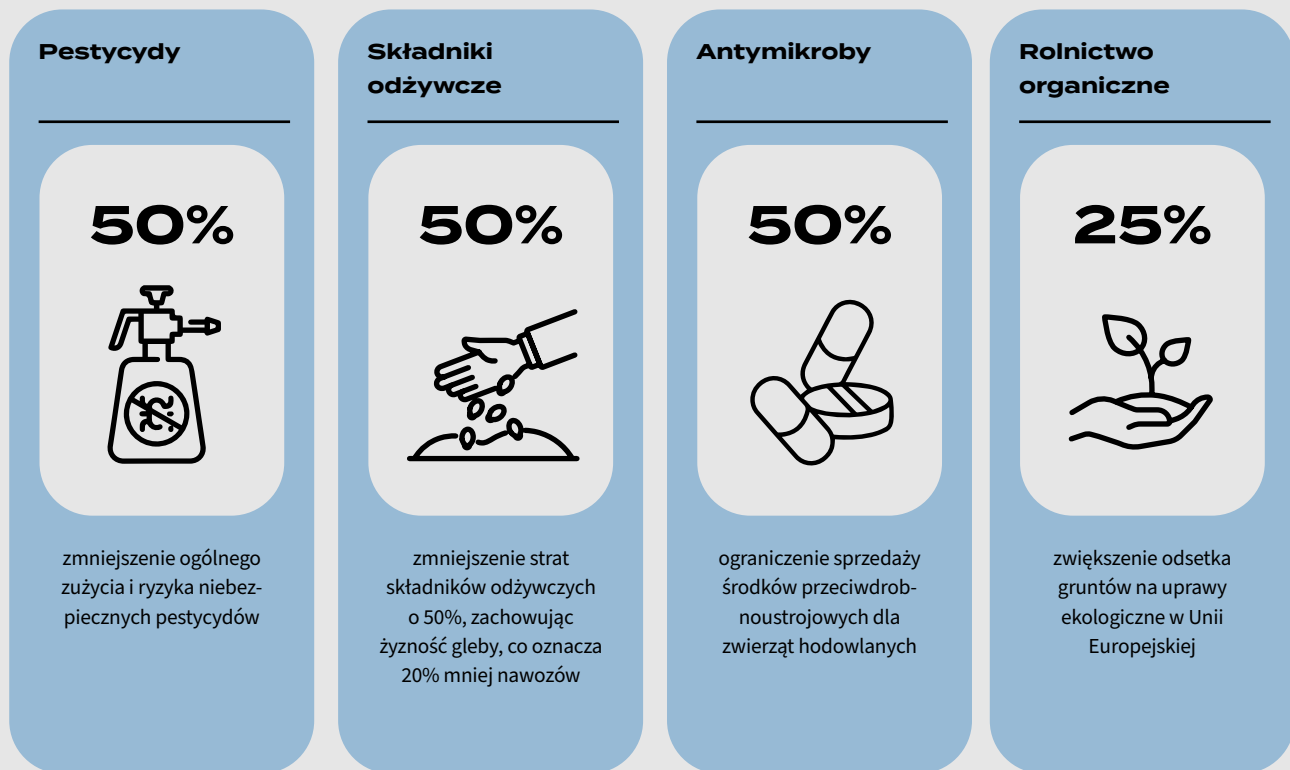 Pestycydy
50%
zmniejszenie ogólnego
zużycia i ryzyka niebez-
piecznych pestycydów
Składniki
odżywcze
50%
zmniejszenie strat
składników odżywczych
o 50%, zachowując
żyzność gleby, co oznacza
20% mniej nawozów
Antymikroby
50%
ograniczenie sprzedaży
środków przeciwdrob-
noustrojowych dla
zwierząt hodowlanych
Rolnictwo
organiczne
25%
zwiększenie odsetka
gruntów na uprawy
ekologiczne w Unii
Europejskiej